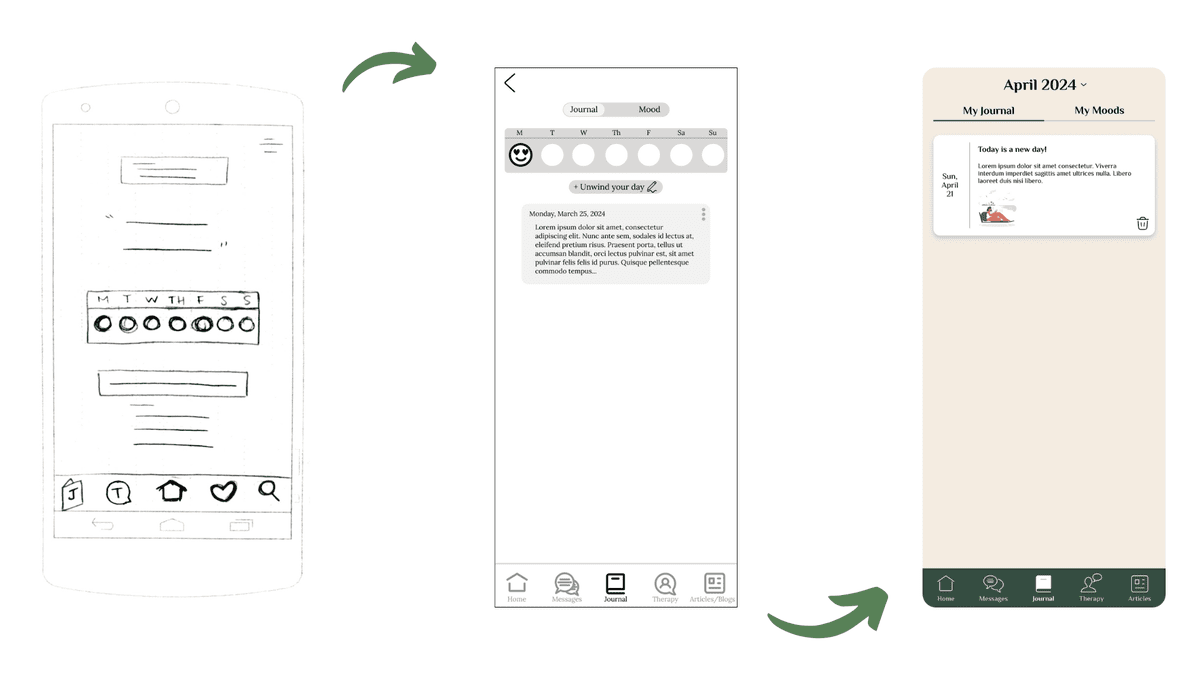 M T W TH F S S
J T
Journal Mood
M T W Th F Sa Su
+ Unwind your day
Monday, March 25, 2024
Lorem ipsum dolor sit amet, consectetur
adipiscing elit. Nunc ante sem, sodales id lectus at,
eleifend pretium risus. Praesent porta, tellus ut
accumsan blandit, orci lectus pulvinar est, sit amet
pulvinar felis felis id purus. Quisque pellentesque
commodo tempus...
Home Messages Journal Therapy Articles/Blogs
April 2024
My Journal My Moods
Sun,
April
21
Today is a new day!
Lorem ipsum dolor sit amet consectetur. Viverra
interdum imperdiet sagittis amet ultrices nulla. Libero
laoreet duis nisi libero.
Home Messages Journal Therapy Articles